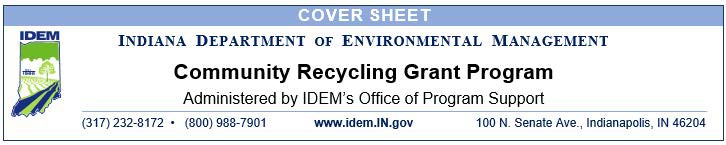 COVER SHEET
IDEM
INDIANA DEPARTMENT OF ENVIRONMENTAL MANAGEMENT
Community Recycling Grant Program
Administered by IDEM's Office of Program Support
(317) 232-8172 • (800) 988-7901 www.idem.IN.gov 100 N. Senate Ave., Indianapolis, IN 46204